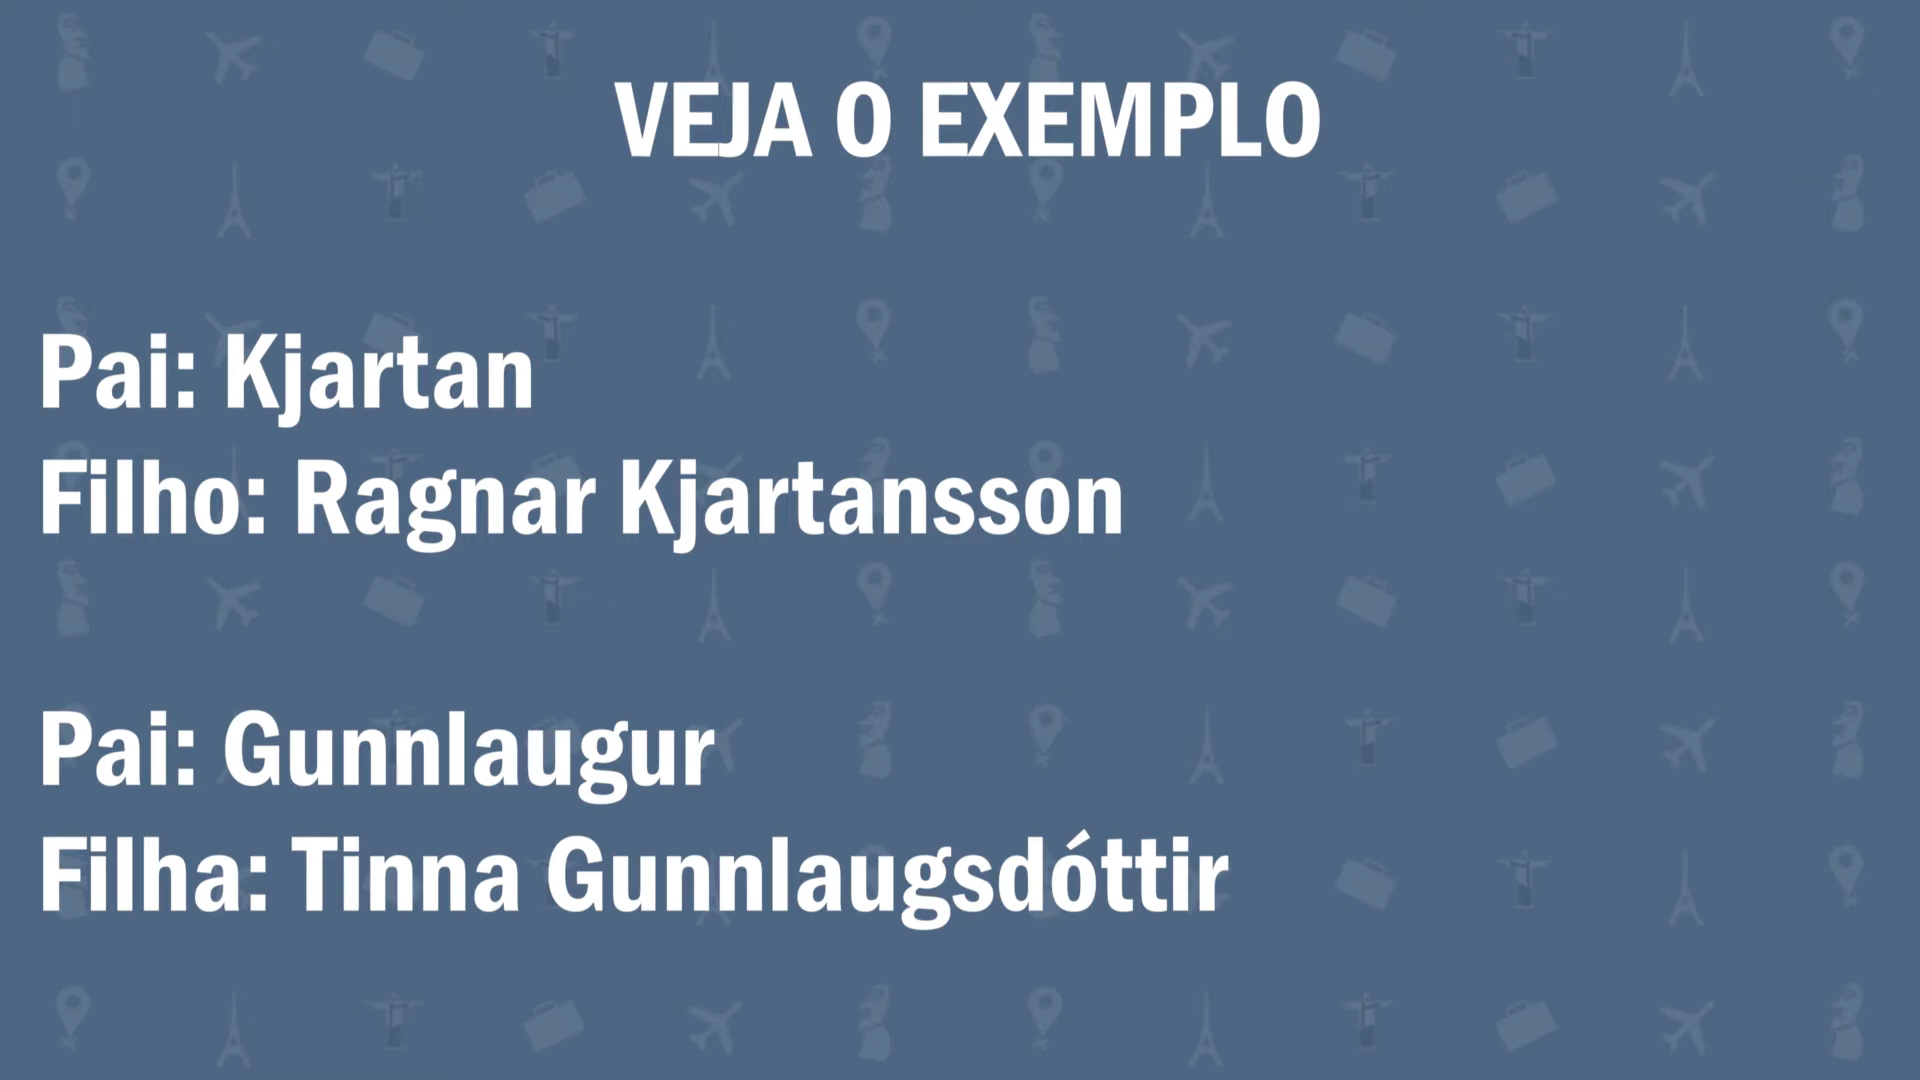 VEJA O EXEMPLO
Pai: Kjartan
Filho: Ragnar Kjartansson
Pai: Gunnlaugur
Filha: Tinna Gunnlaugsdóttir